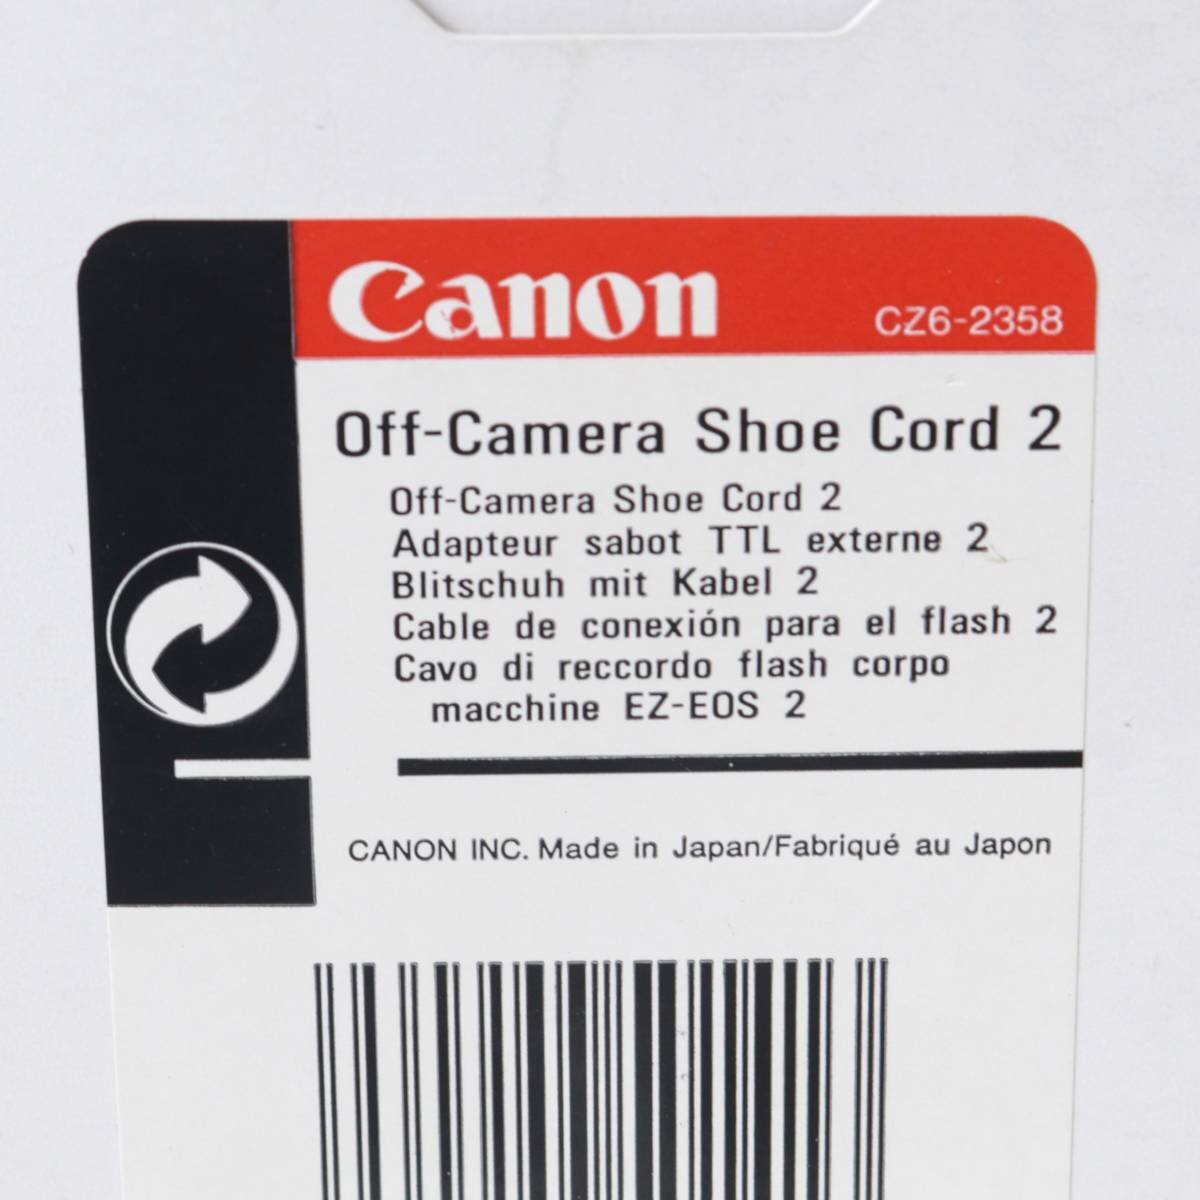 Canon
CZ6-2358
Off-Camera Shoe Cord 2
Off-Camera Shoe Cord 2
Adapteur sabot TTL externe 2
Blitschuh mit Kabel 2
Cable de conexión para el flash 2
Cavo di reccordo flash corpo
macchine EZ-EOS 2
CANON INC. Made in Japan/Fabriqué au Japon